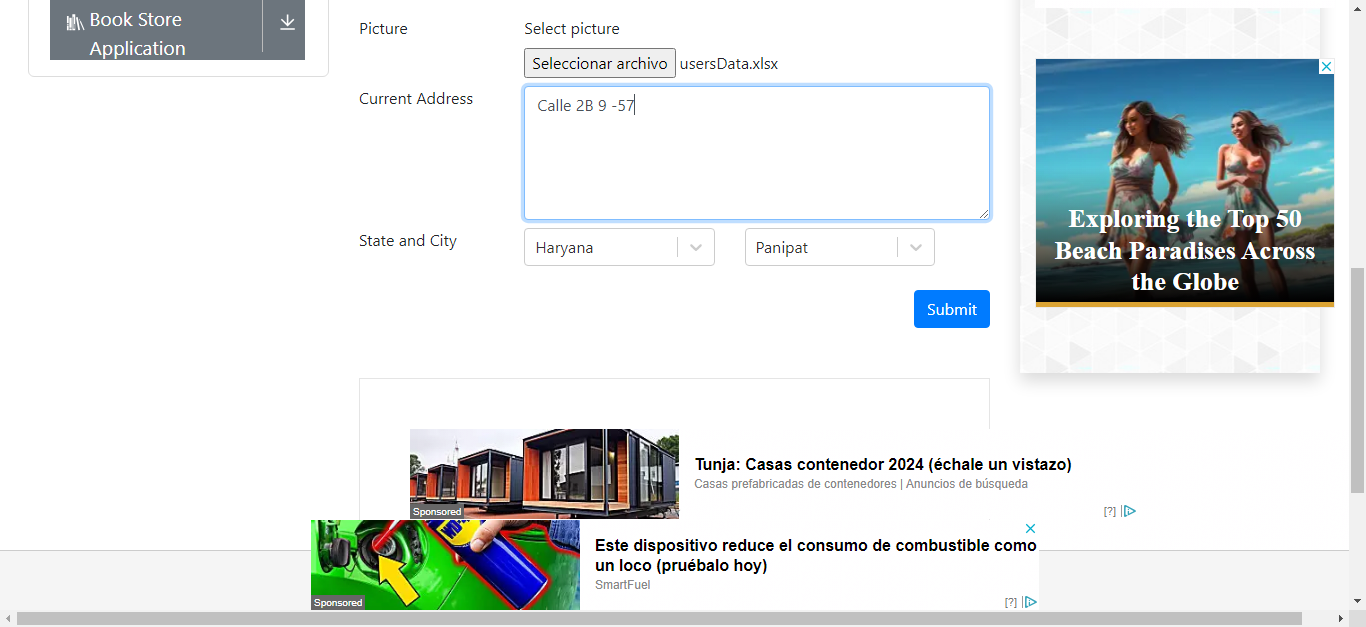 Book Store
Application
Picture
Select picture
Seleccionar archivo usersData.xlsx
Current Address
Calle 2B 9 -57
State and City
Haryana
Panipat
Submit
Exploring the Top 50
Beach Paradises Across
the Globe
Tunja: Casas contenedor 2024 (échale un vistazo)
Casas prefabricadas de contenedores | Anuncios de búsqueda
Sponsored
[?]
Este dispositivo reduce el consumo de combustible como
un loco (pruébalo hoy)
SmartFuel
Sponsored
[?]